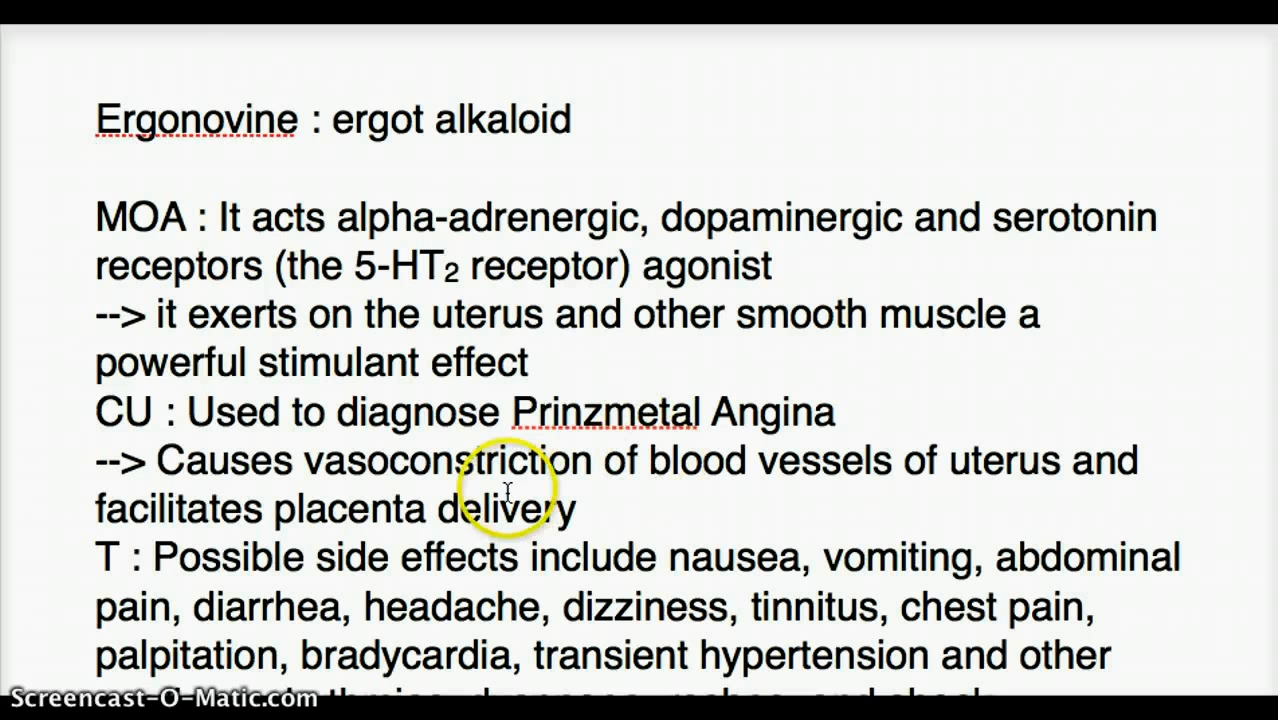 Ergonovine : ergot alkaloid
MOA : It acts alpha-adrenergic, dopaminergic and serotonin
receptors (the 5-HT₂ receptor) agonist
--> it exerts on the uterus and other smooth muscle a
powerful stimulant effect
CU : Used to diagnose Prinzmetal Angina
--> Causes vasoconstriction of blood vessels of uterus and
facilitates placenta delivery
T : Possible side effects include nausea, vomiting, abdominal
pain, diarrhea, headache, dizziness, tinnitus, chest pain,
palpitation, bradycardia, transient hypertension and other
Screencast-O-Matic.com